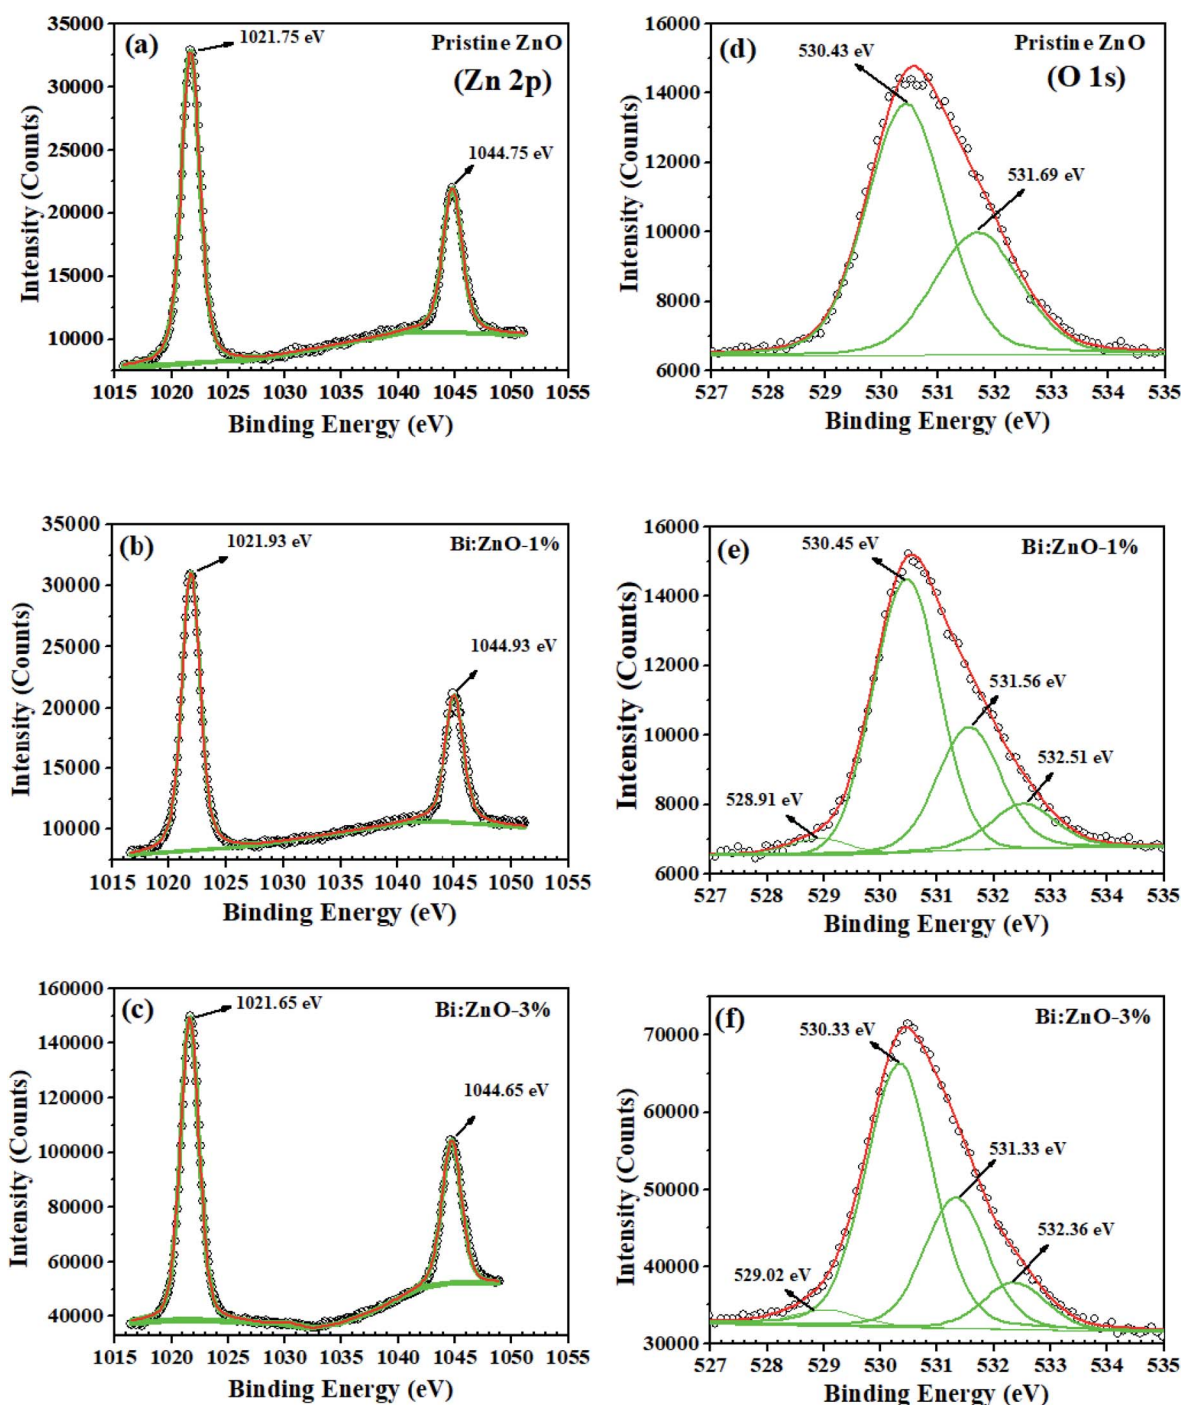 (a)
Pristine ZnO
(Zn 2p)
1021.75 eV
1044.75 eV
Intensity (Counts)
35000
30000
25000
20000
15000
10000
1015 1020 1025 1030 1035 1040 1045 1050 1055
Binding Energy (eV)
(d)
Pristine ZnO
(O 1s)
530.43 eV
531.69 eV
Intensity (Counts)
16000
14000
12000
10000
8000
6000
527 528 529 530 531 532 533 534 535
Binding Energy (eV)
(b)
Bi:ZnO-1%
1021.93 eV
1044.93 eV
Intensity (Counts)
35000
30000
25000
20000
15000
10000
1015 1020 1025 1030 1035 1040 1045 1050 1055
Binding Energy (eV)
(e)
Bi:ZnO-1%
530.45 eV
531.56 eV
532.51 eV
528.91 eV
Intensity (Counts)
16000
14000
12000
10000
8000
6000
527 528 529 530 531 532 533 534 535
Binding Energy (eV)
(c)
Bi:ZnO-3%
1021.65 eV
1044.65 eV
Intensity (Counts)
160000
140000
120000
100000
80000
60000
40000
1015 1020 1025 1030 1035 1040 1045 1050 1055
Binding Energy (eV)
(f)
Bi:ZnO-3%
530.33 eV
531.33 eV
532.36 eV
529.02 eV
Intensity (Counts)
70000
60000
50000
40000
30000
527 528 529 530 531 532 533 534 535
Binding Energy (eV)